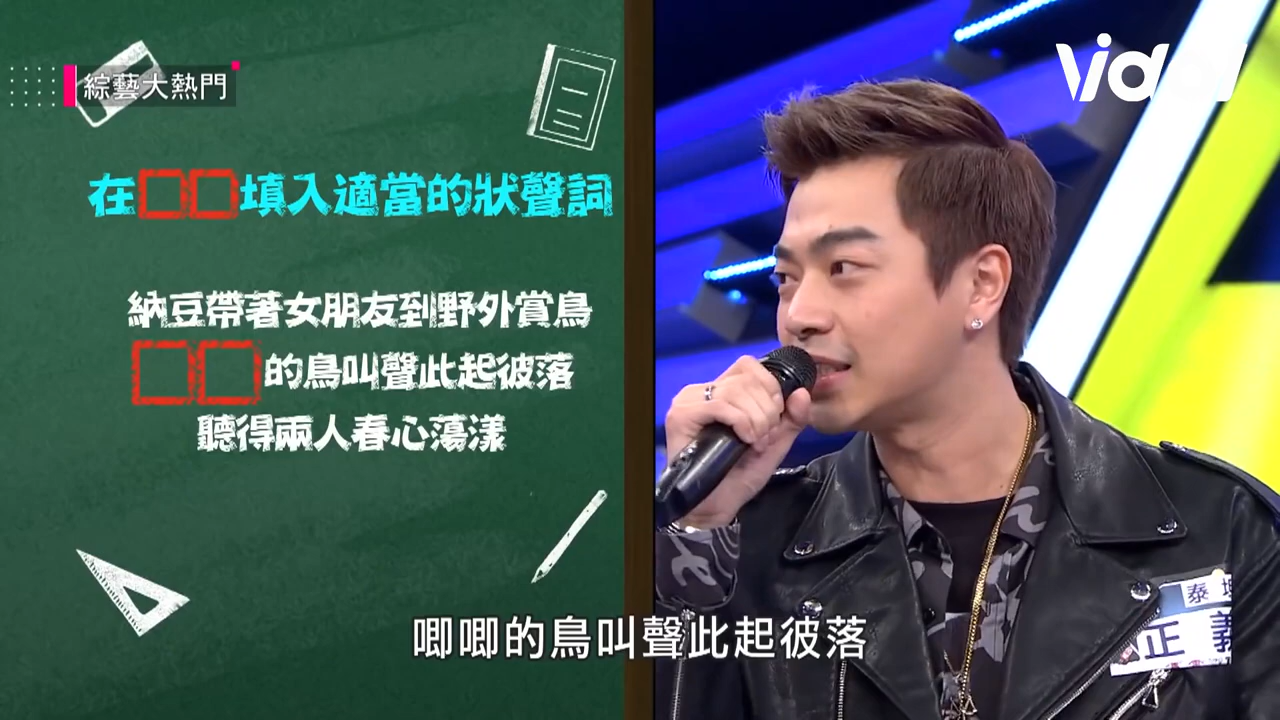 綜藝大熱門
Vidol
在□□填入適當的狀聲詞
納豆帶著女朋友到野外賞鳥
□□的鳥叫聲此起彼落
聽得兩人春心蕩漾
泰
正義
唧唧的鳥叫聲此起彼落